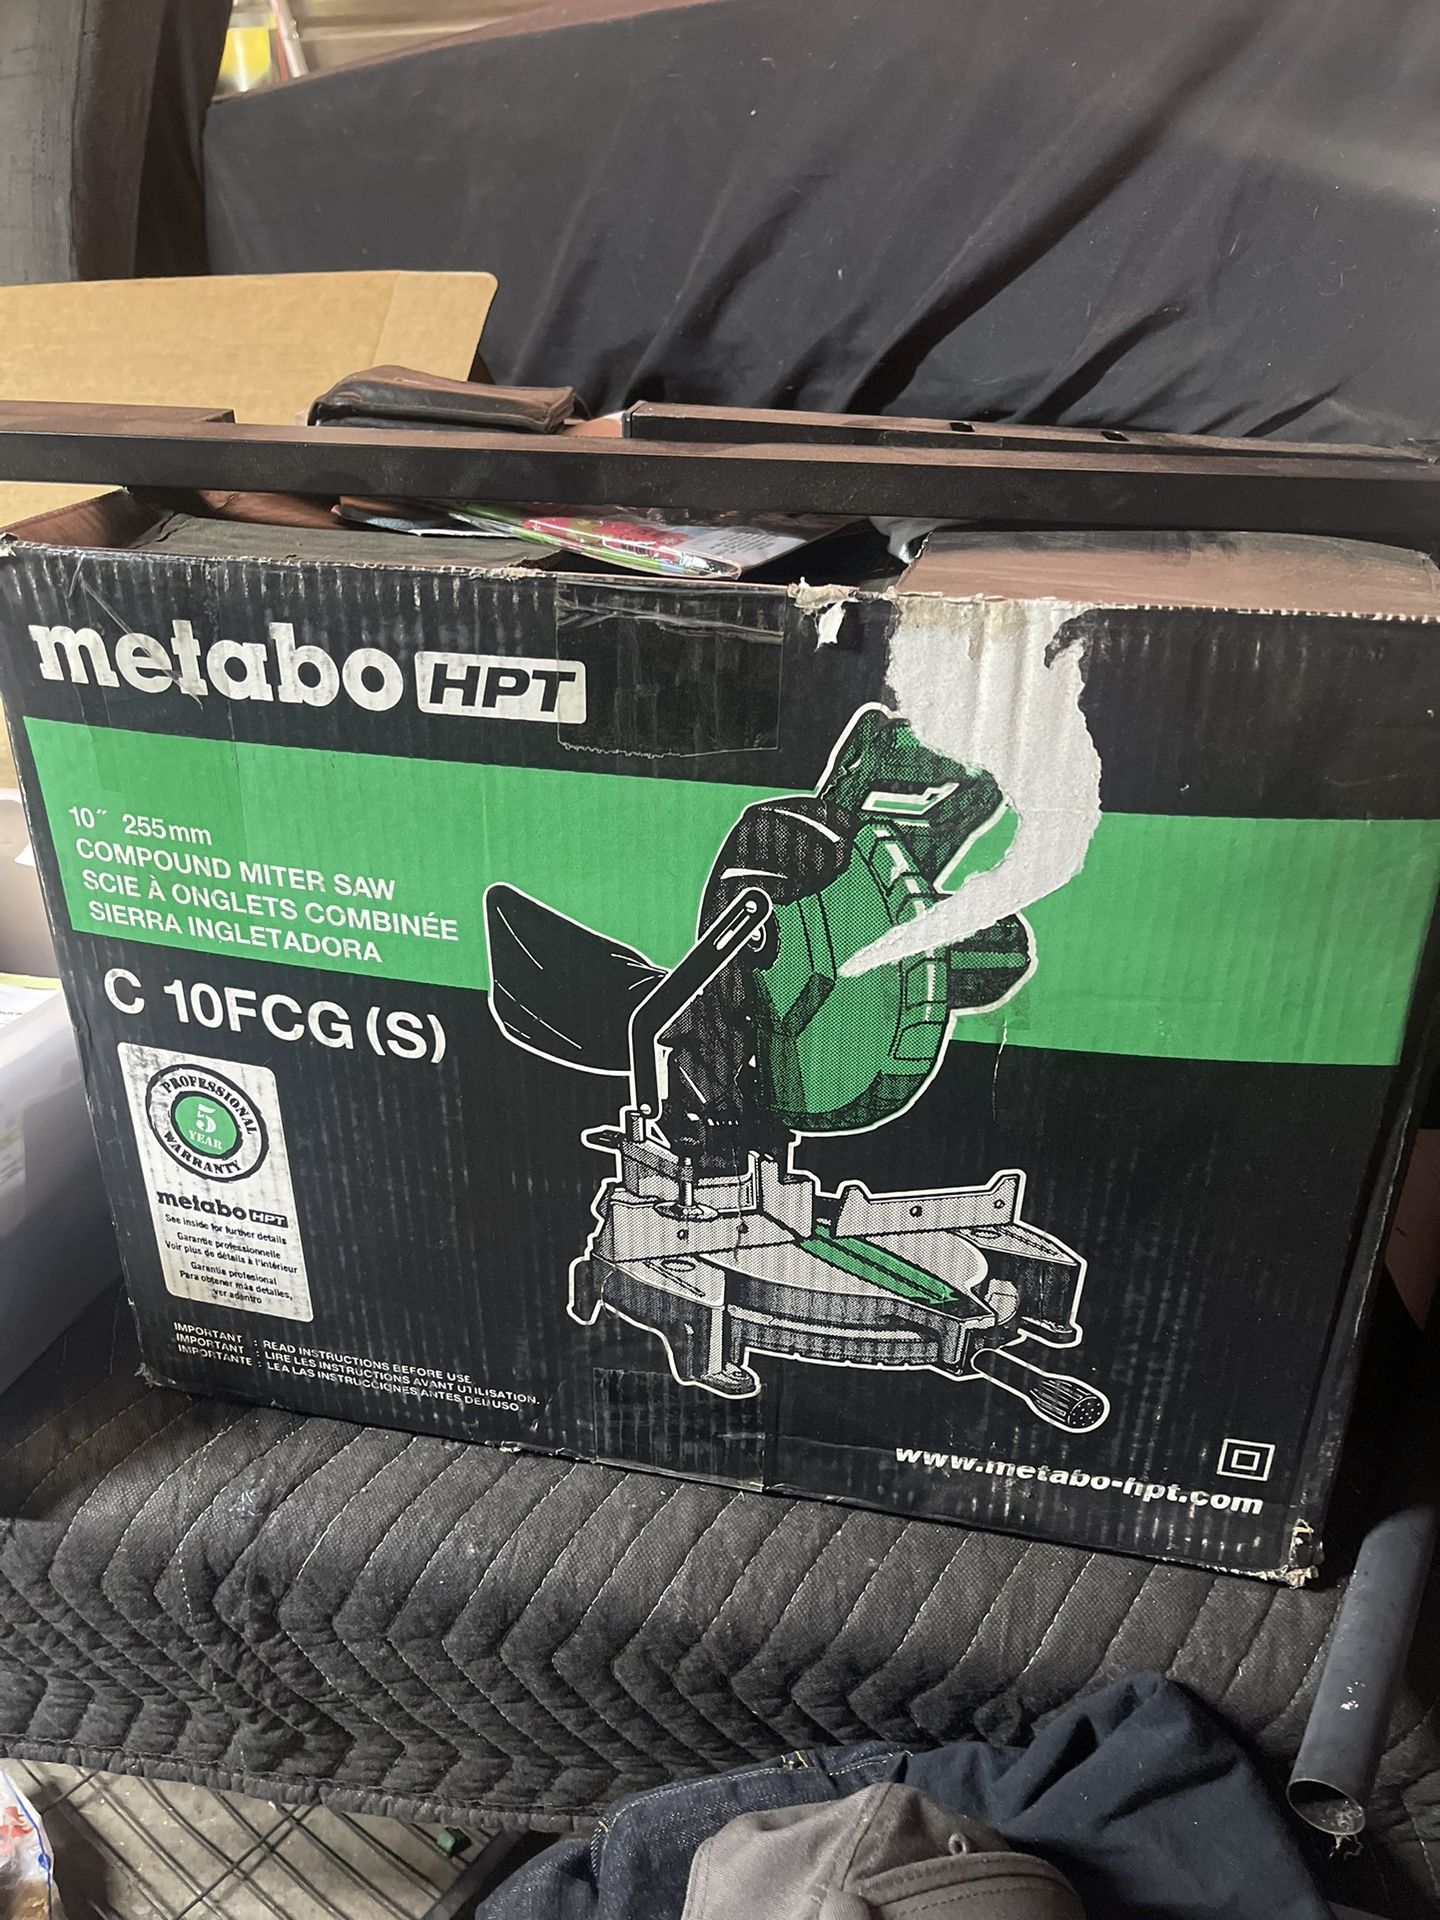 metabo HPT
10" 255mm
COMPOUND MITER SAW
SCIE À ONGLETS COMBINÉE
SIERRA INGLETADORA
C 10FCG (S)
PROFESSIONAL
5
YEAR
WARRANTY
metabo HPT
See inside for further details
Garantie professionnelle
Voir plus de détails à l'intérieur
Garantía profesional
Para obtener más detalles,
ver adentro
IMPORTANT : READ INSTRUCTIONS BEFORE USE
IMPORTANT : LIRE LES INSTRUCTIONS AVANT UTILISATION.
IMPORTANTE : LEA LAS INSTRUCCIONES ANTES DEL USO
www.metabo-hpt.com